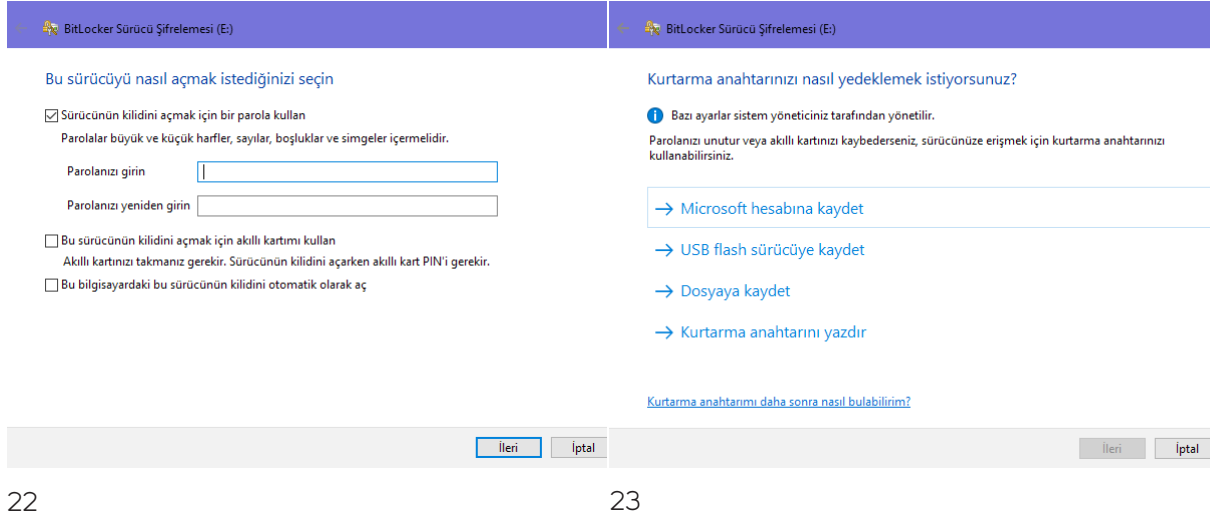 BitLocker Sürücü Şifrelemesi (E:)
Bu sürücüyü nasıl açmak istediğinizi seçin
Sürücünün kilidini açmak için bir parola kullan
Parolalar büyük ve küçük harfler, sayılar, boşluklar ve simgeler içermelidir.
Parolanızı girin
Parolanızı yeniden girin
Bu sürücünün kilidini açmak için akıllı kartımı kullan
Akıllı kartınızı takmanız gerekir. Sürücünün kilidini açarken akıllı kart PIN'i gerekir.
Bu bilgisayardaki bu sürücünün kilidini otomatik olarak aç
İleri
İptal
22
BitLocker Sürücü Şifrelemesi (E:)
Kurtarma anahtarınızı nasıl yedeklemek istiyorsunuz?
Bazı ayarlar sistem yöneticiniz tarafından yönetilir.
Parolanızı unutur veya akıllı kartınızı kaybederseniz, sürücünüze erişmek için kurtarma anahtarınızı
kullanabilirsiniz.
Microsoft hesabına kaydet
USB flash sürücüye kaydet
Dosyaya kaydet
Kurtarma anahtarını yazdır
Kurtarma anahtarımı daha sonra nasıl bulabilirim?
İleri
İptal
23